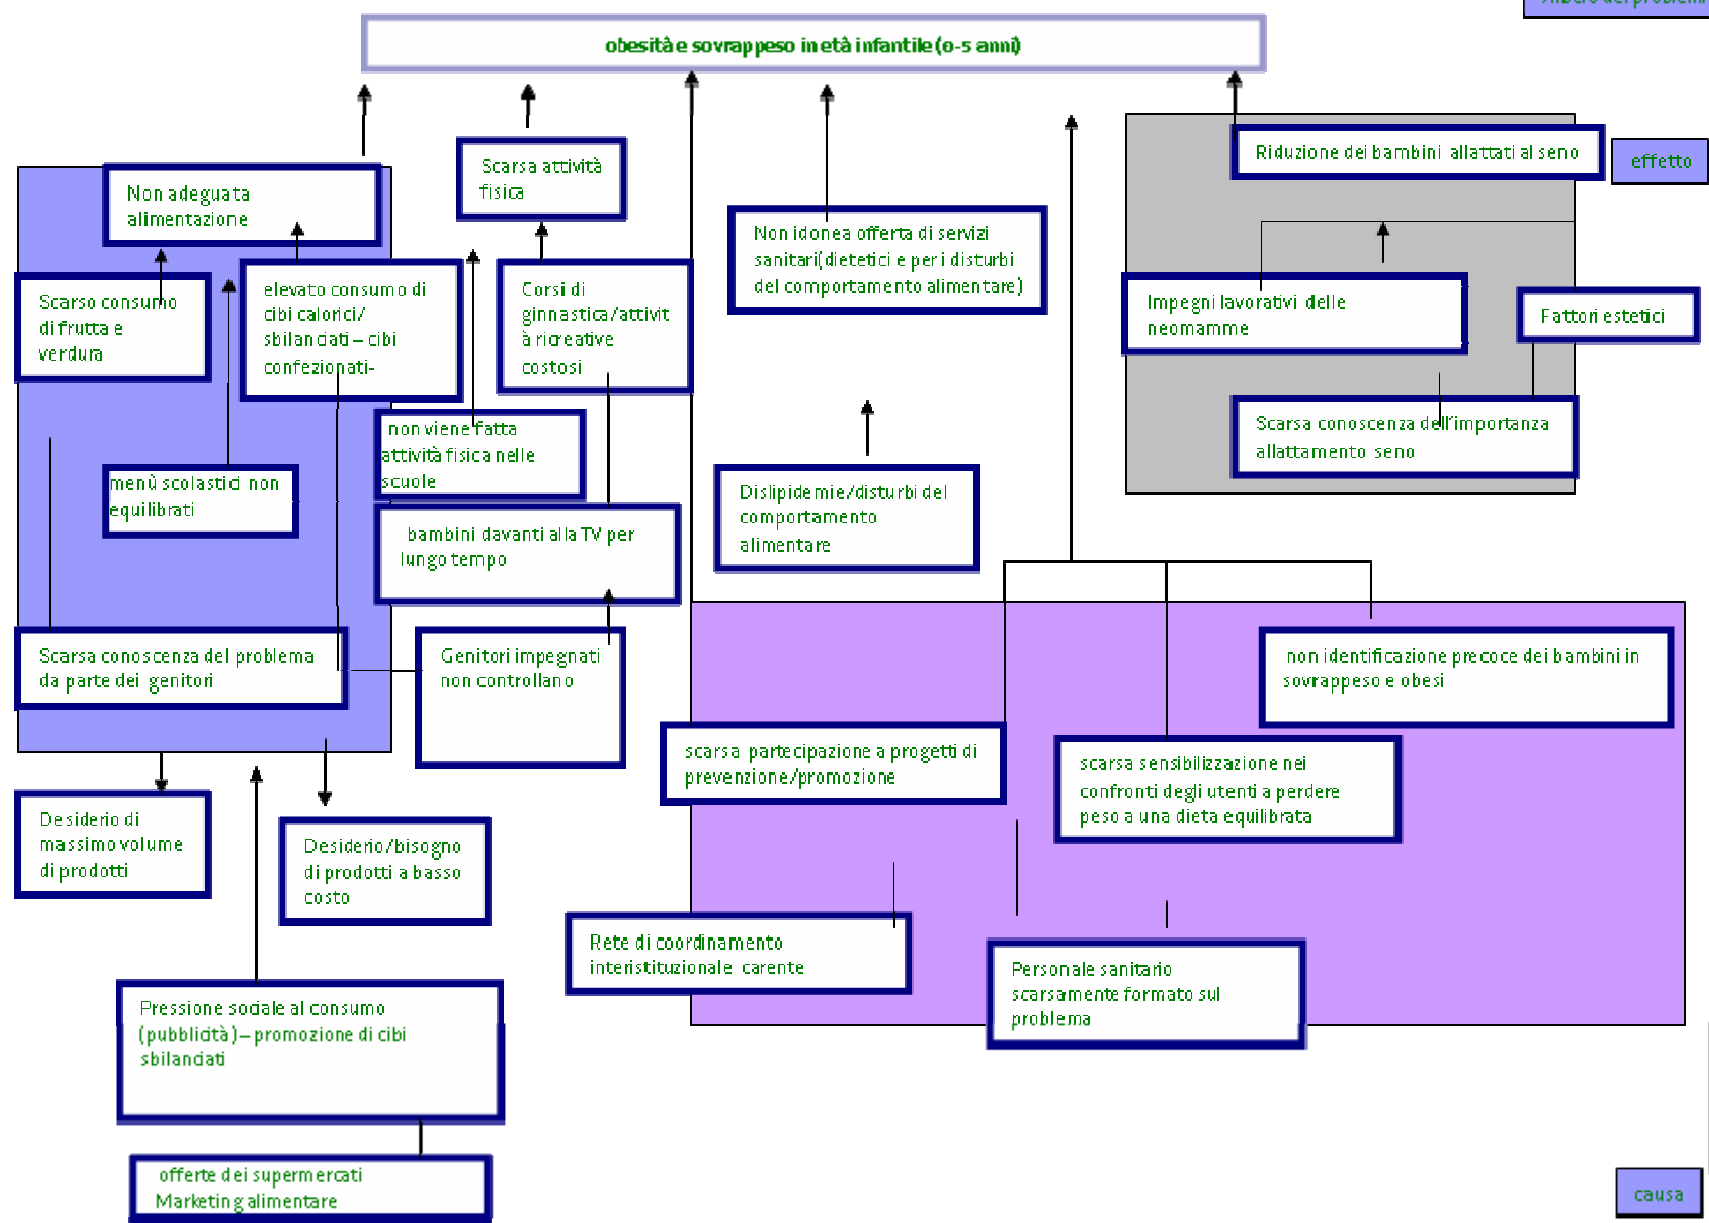 Albero dei problemi
obesità e sovrappeso in età infantile (0-5 anni)
Riduzione dei bambini allattati al seno
effetto
Scarsa attività
fisica
Non adeguata
alimentazione
Non idonea offerta di servizi
sanitari(dietetici e per i disturbi
del comportamento alimentare)
Scarso consumo
di frutta e
verdura
elevato consumo di
cibi calorici/
sbilanciati – cibi
confezionati-
Corsi di
ginnastica/attivit
à ricreative
costosi
Impegni lavorativi delle
neomamme
Fattori estetici
non viene fatta
attività fisica nelle
scuole
Scarsa conoscenza dell'importanza
allattamento seno
menù scolastici non
equilibrati
Dislipidemie/disturbi del
comportamento
alimentare
bambini davanti alla TV per
lungo tempo
Scarsa conoscenza del problema
da parte dei genitori
Genitori impegnati
non controllano
non identificazione precoce dei bambini in
sovrappeso e obesi
scarsa partecipazione a progetti di
prevenzione/promozione
scarsa sensibilizzazione nei
confronti degli utenti a perdere
peso a una dieta equilibrata
Desiderio di
massimo volume
di prodotti
Desiderio/bisogno
di prodotti a basso
costo
Rete di coordinamento
interistituzionale carente
Personale sanitario
scarsamente formato sul
problema
Pressione sociale al consumo
(pubblicità) – promozione di cibi
sbilanciati
offerte dei supermercati
Marketing alimentare
causa